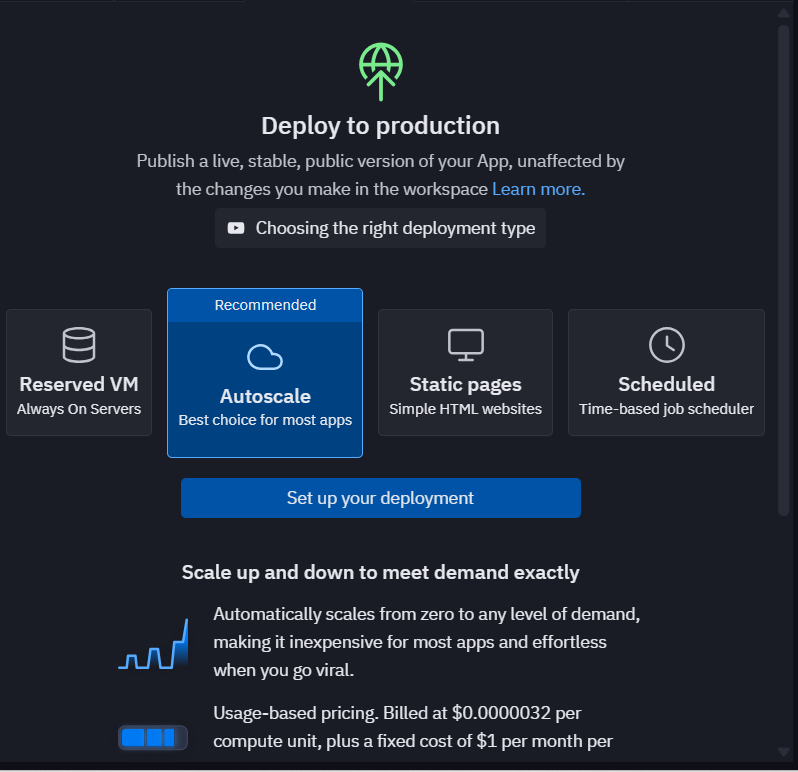 Deploy to production
Publish a live, stable, public version of your App, unaffected by
the changes you make in the workspace Learn more.
Choosing the right deployment type
Reserved VM
Always On Servers
Recommended
Autoscale
Best choice for most apps
Static pages
Simple HTML websites
Scheduled
Time-based job scheduler
Set up your deployment
Scale up and down to meet demand exactly
Automatically scales from zero to any level of demand,
making it inexpensive for most apps and effortless
when you go viral.
Usage-based pricing. Billed at $0.0000032 per
compute unit, plus a fixed cost of $1 per month per